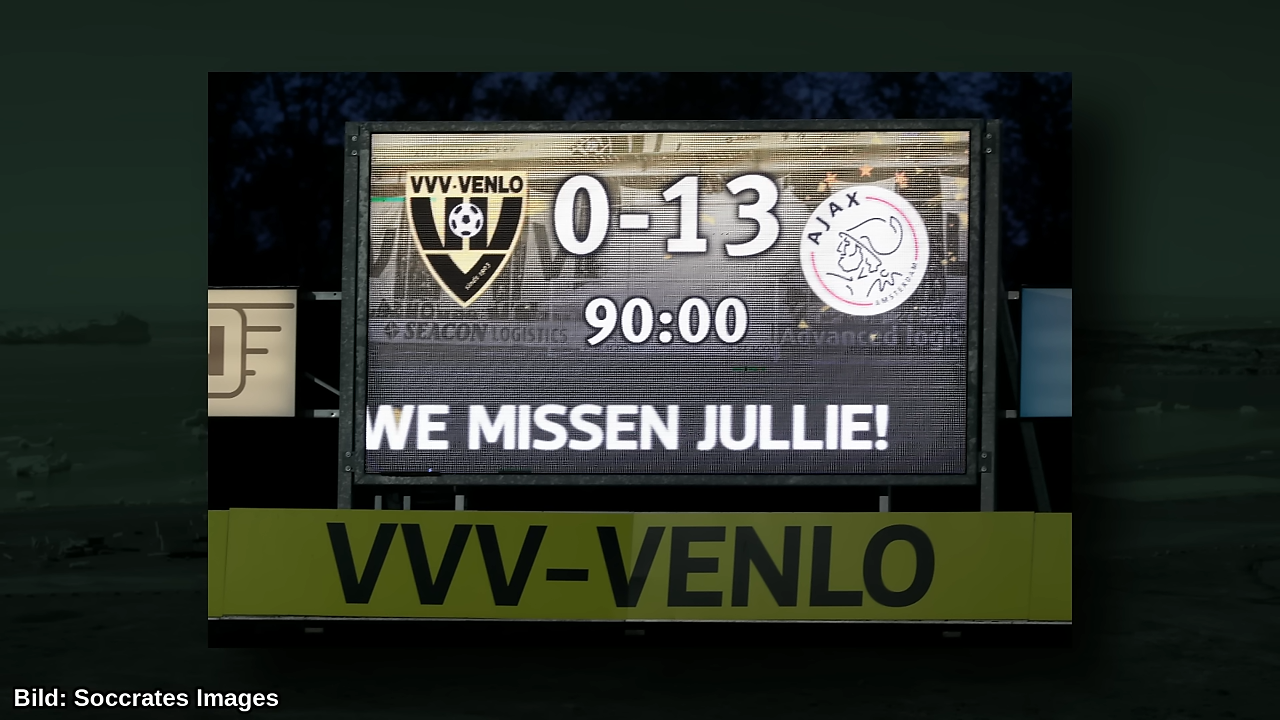 VVV-VENLO
0-13
AJAX
AMSTERDAM
90:00
SEACON LOGISTICS
Advanced logis
WE MISSEN JULLIE!
VVV-VENLO
Bild: Soccrates Images